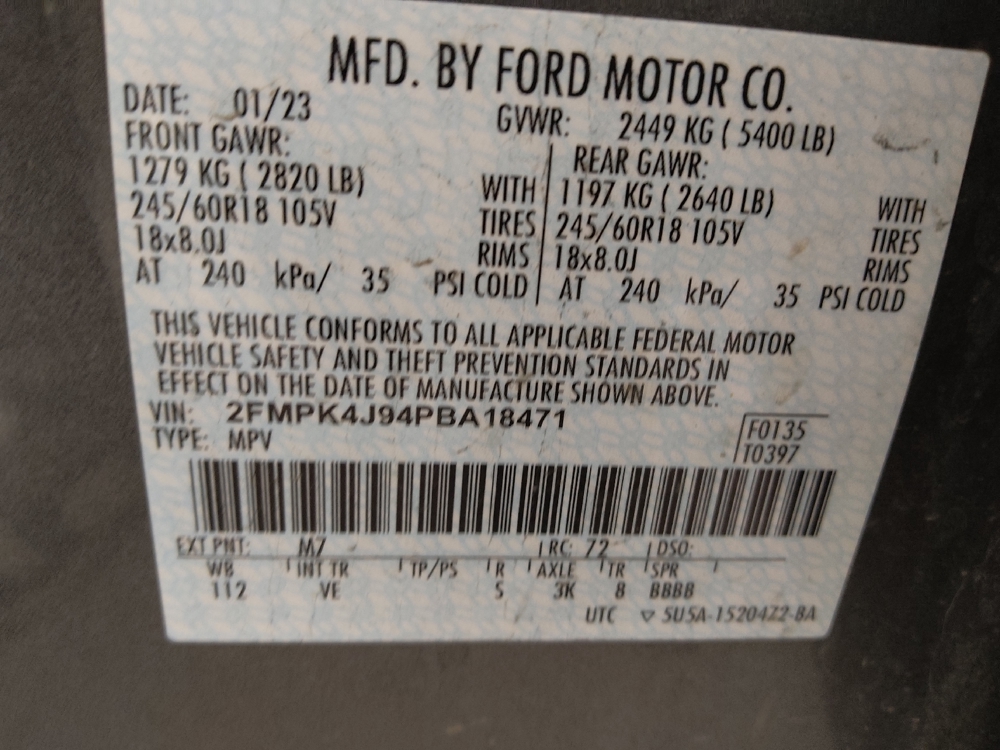 MFD. BY FORD MOTOR CO.
DATE: 01/23 GVWR: 2449 KG ( 5400 LB)
FRONT GAWR: REAR GAWR:
1279 KG ( 2820 LB) WITH 1197 KG ( 2640 LB) WITH
245/60R18 105V TIRES 245/60R18 105V TIRES
18x8.0J RIMS 18x8.0J RIMS
AT 240 kPa/ 35 PSI COLD AT 240 kPa/ 35 PSI COLD
THIS VEHICLE CONFORMS TO ALL APPLICABLE FEDERAL MOTOR
VEHICLE SAFETY AND THEFT PREVENTION STANDARDS IN
EFFECT ON THE DATE OF MANUFACTURE SHOWN ABOVE.
VIN: 2FMPK4J94PBA18471
F0135
TYPE: MPV
T0397
EXT PNT: M7 RC: 72 DSO:
WB INT TR TP/PS R AXLE TR SPR
112 VE S 3K 8 BBBB
UTC ▽ 5U5A-1520472-BA